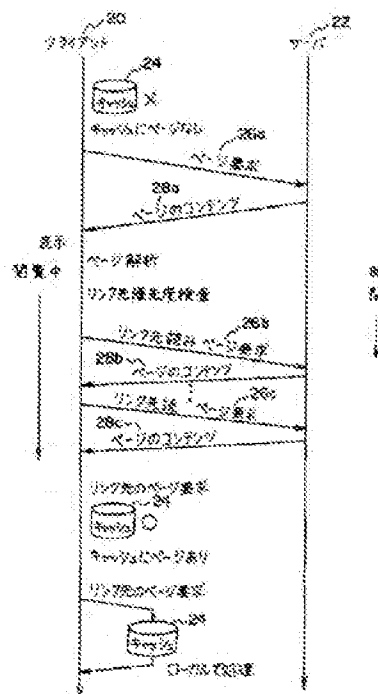 20
22
クライアント
サーバ
24
キャッシュ ×
キャッシュにページなし
26a
ページ要求
28a
ページのコンテンツ
表示
閲覧中
ページ解析
リンク先優先度検査
26b
リンク先読み ページ要求
28b
ページのコンテンツ
26c
リンク先読 ページ要求
28c
ページのコンテンツ
リンク先のページ要求
24
キャッシュ ○
キャッシュにページあり
リンク先のページ要求
24
キャッシュ
ローカルで処理